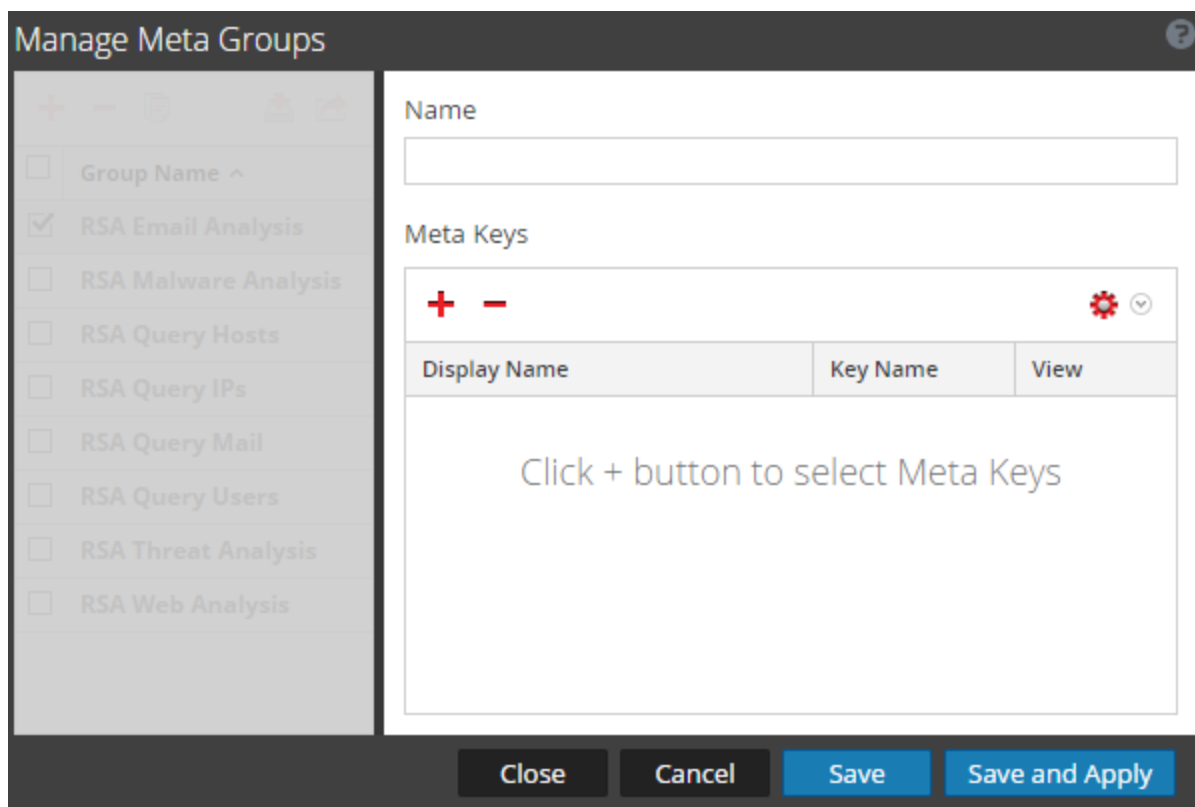 Manage Meta Groups
?
Group Name
RSA Email Analysis
RSA Malware Analysis
RSA Query Hosts
RSA Query IPs
RSA Query Mail
RSA Query Users
RSA Threat Analysis
RSA Web Analysis
Name
Meta Keys
Display Name Key Name View
Click + button to select Meta Keys
Close Cancel Save Save and Apply